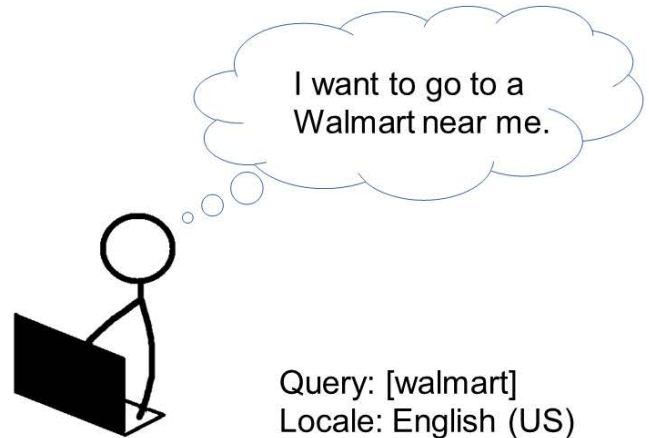 I want to go to a
Walmart near me.
Query: [walmart]
Locale: English (US)